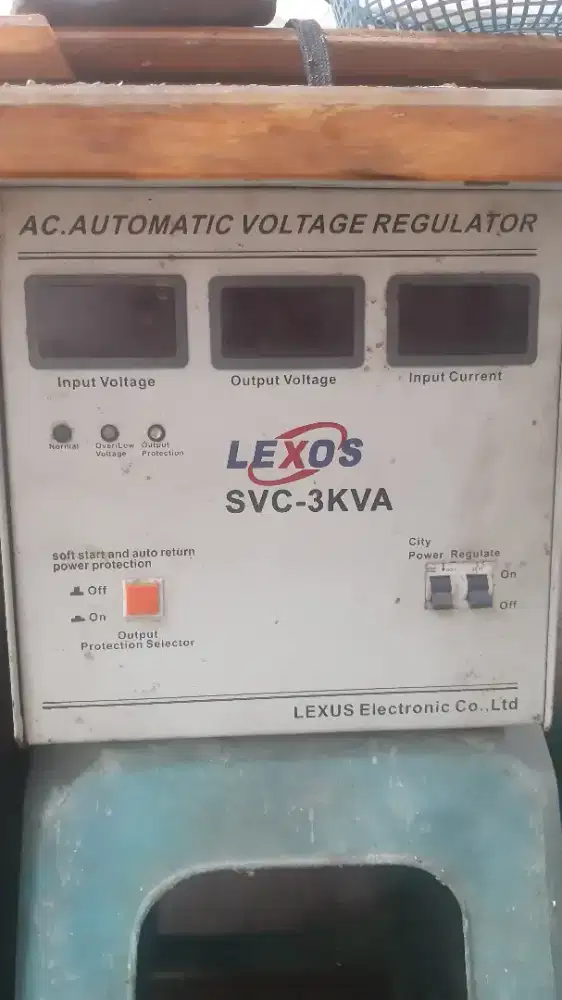 AC.AUTOMATIC VOLTAGE REGULATOR
Input Voltage
Output Voltage
Input Current
Normal
Over/Low
Voltage
Output
Protection
LEXOS
SVC-3KVA
soft start and auto return
power protection
Off
On
Output
Protection Selector
City
Power Regulate
On
Off
LEXUS Electronic Co.,Ltd